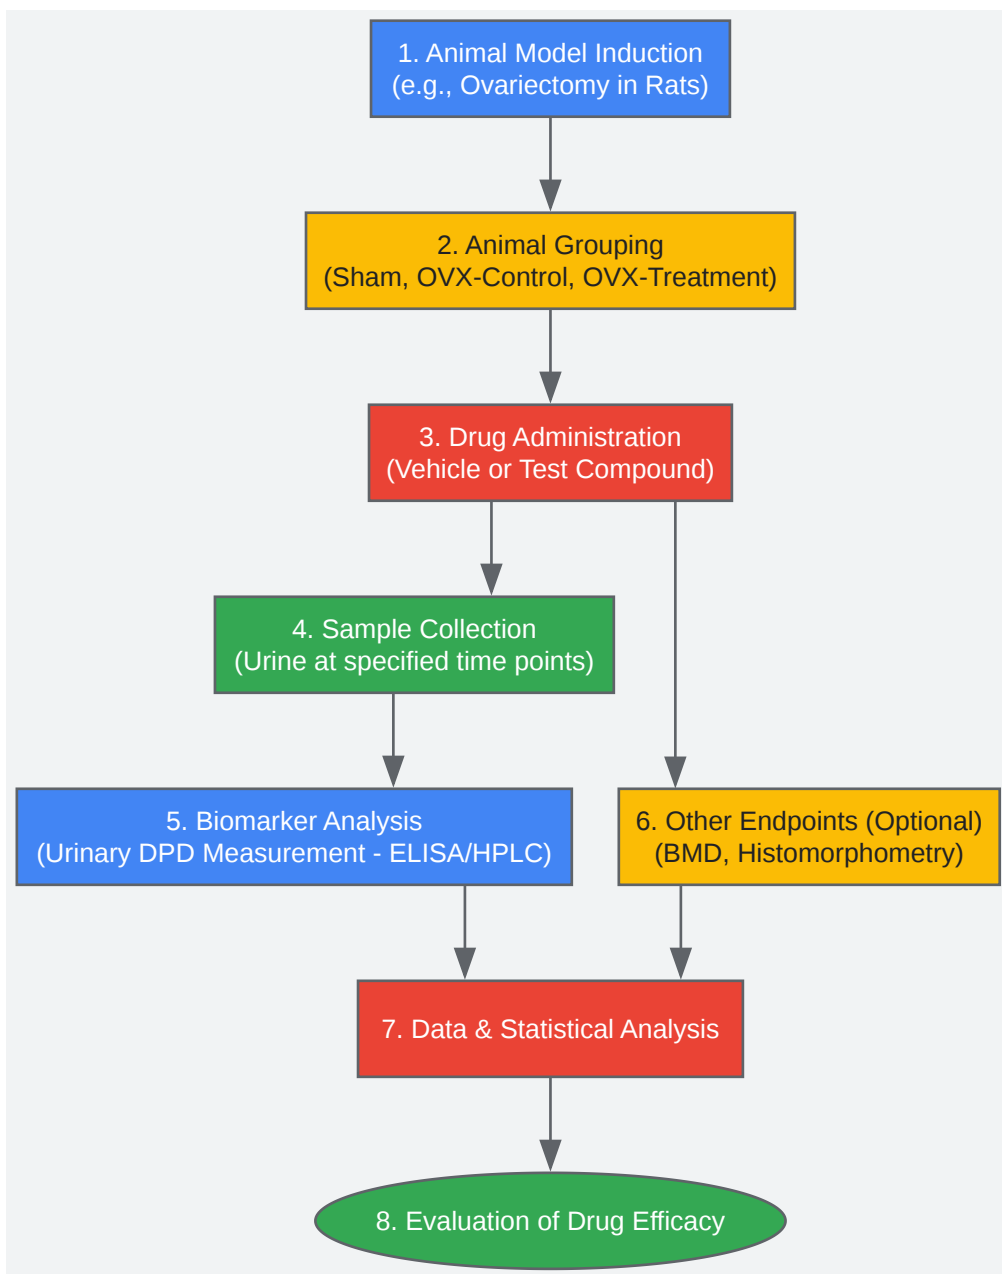 1. Animal Model Induction
(e.g., Ovariectomy in Rats)
2. Animal Grouping
(Sham, OVX-Control, OVX-Treatment)
3. Drug Administration
(Vehicle or Test Compound)
4. Sample Collection
(Urine at specified time points)
5. Biomarker Analysis
(Urinary DPD Measurement - ELISA/HPLC)
6. Other Endpoints (Optional)
(BMD, Histomorphometry)
7. Data & Statistical Analysis
8. Evaluation of Drug Efficacy